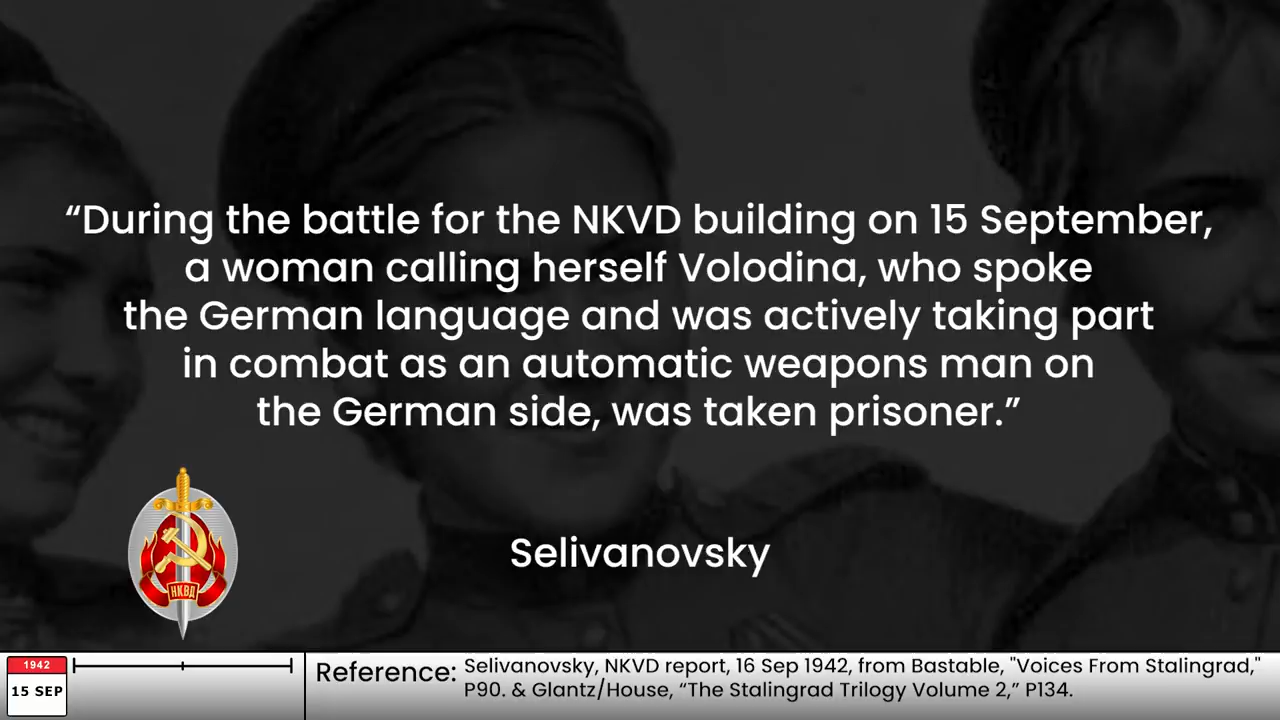 “During the battle for the NKVD building on 15 September,
a woman calling herself Volodina, who spoke
the German language and was actively taking part
in combat as an automatic weapons man on
the German side, was taken prisoner.”
НКВД
Selivanovsky
1942
15 SEP
Reference:
Selivanovsky, NKVD report, 16 Sep 1942, from Bastable, "Voices From Stalingrad,"
P90. & Glantz/House, “The Stalingrad Trilogy Volume 2,” P134.